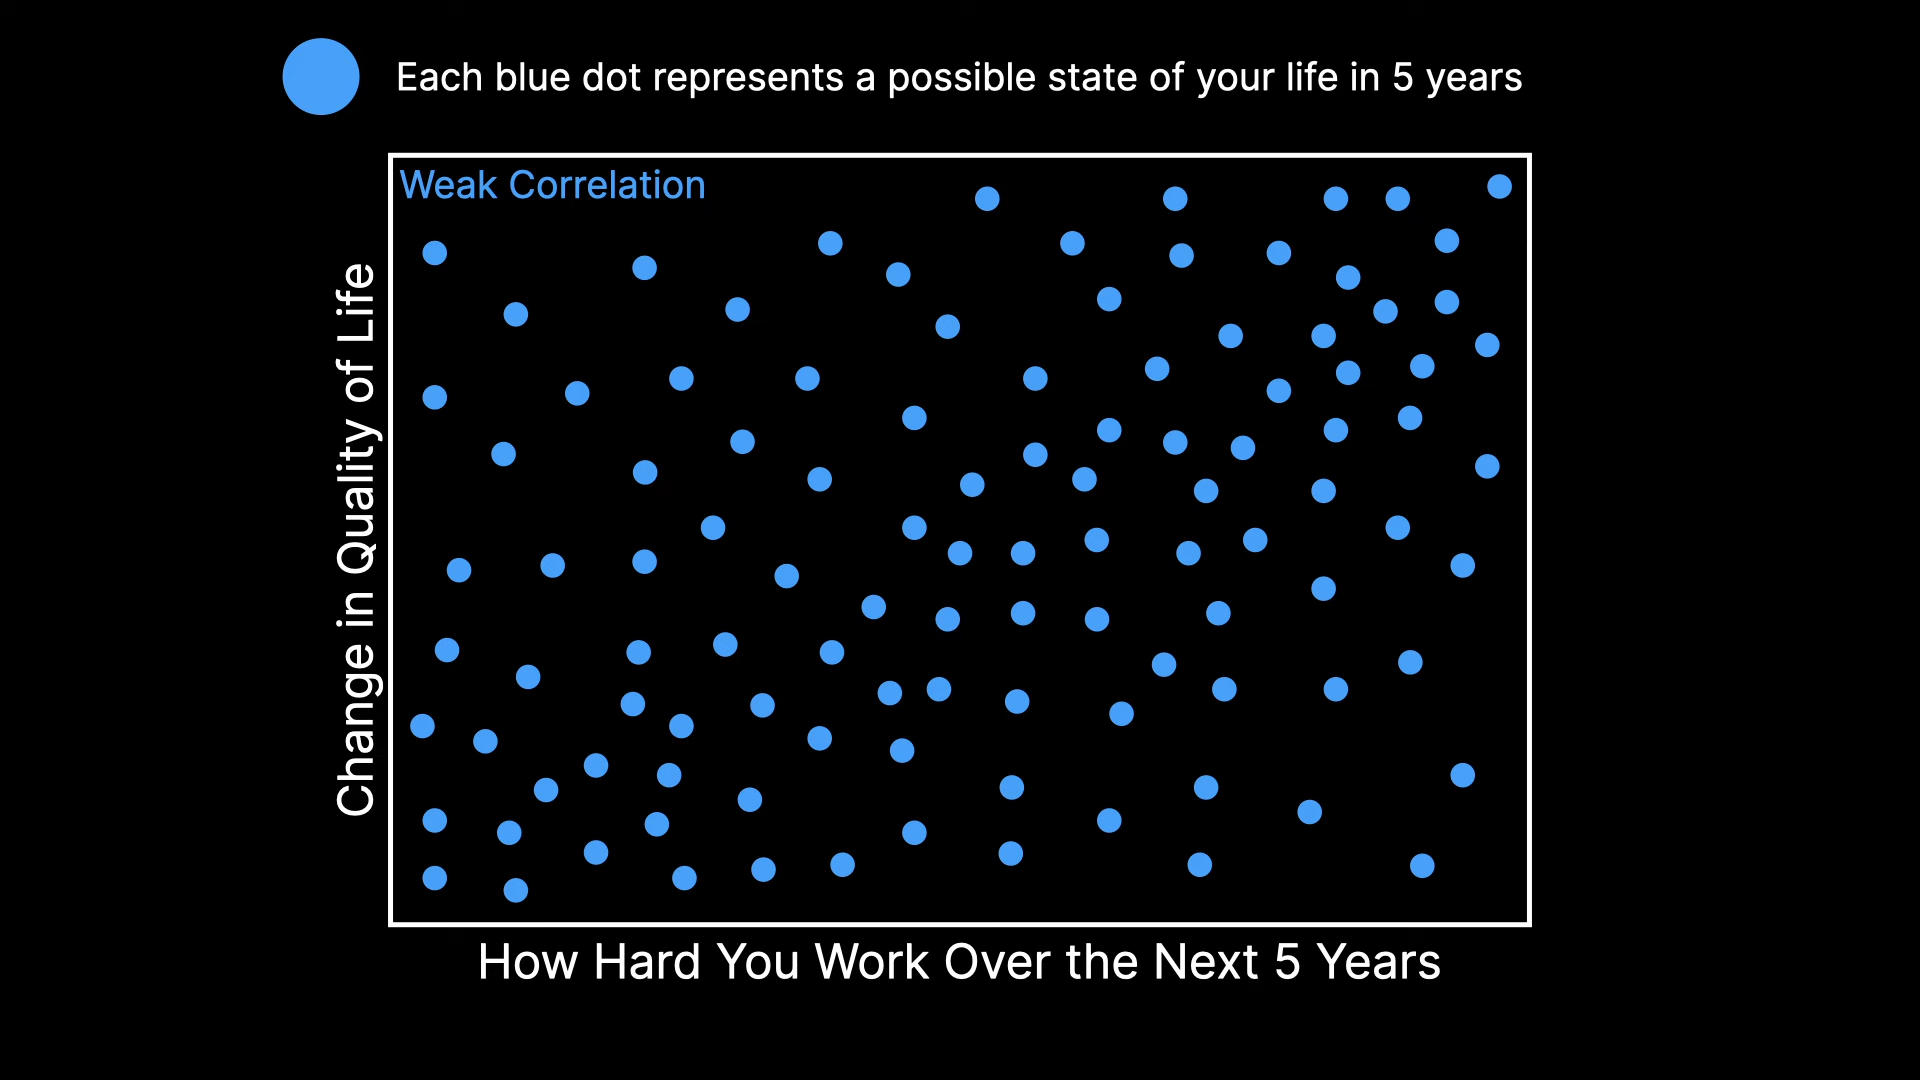 Each blue dot represents a possible state of your life in 5 years
Weak Correlation
Change in Quality of Life
How Hard You Work Over the Next 5 Years